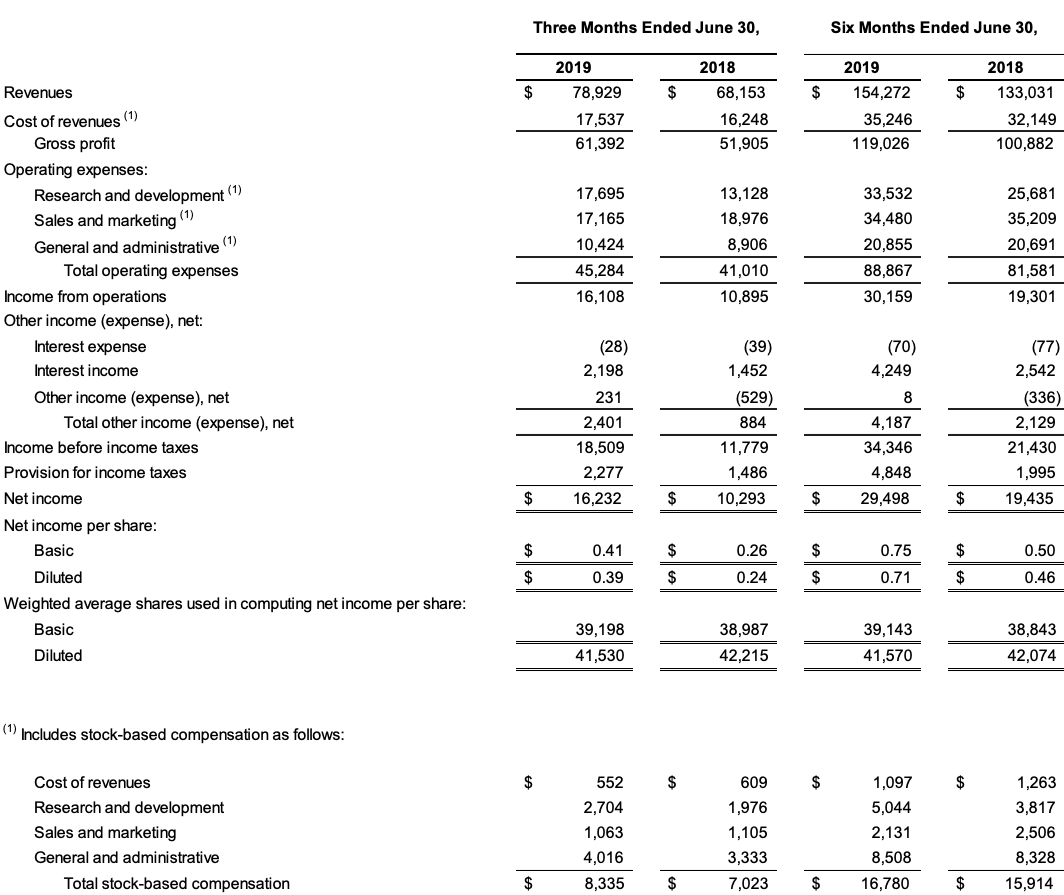 Three Months Ended June 30, Six Months Ended June 30,
2019 2018 2019 2018
Revenues $ 78,929 $ 68,153 $ 154,272 $ 133,031
Cost of revenues (1) 17,537 16,248 35,246 32,149
Gross profit 61,392 51,905 119,026 100,882
Operating expenses:
Research and development (1) 17,695 13,128 33,532 25,681
Sales and marketing (1) 17,165 18,976 34,480 35,209
General and administrative (1) 10,424 8,906 20,855 20,691
Total operating expenses 45,284 41,010 88,867 81,581
Income from operations 16,108 10,895 30,159 19,301
Other income (expense), net:
Interest expense (28) (39) (70) (77)
Interest income 2,198 1,452 4,249 2,542
Other income (expense), net 231 (529) 8 (336)
Total other income (expense), net 2,401 884 4,187 2,129
Income before income taxes 18,509 11,779 34,346 21,430
Provision for income taxes 2,277 1,486 4,848 1,995
Net income $ 16,232 $ 10,293 $ 29,498 $ 19,435
Net income per share:
Basic $ 0.41 $ 0.26 $ 0.75 $ 0.50
Diluted $ 0.39 $ 0.24 $ 0.71 $ 0.46
Weighted average shares used in computing net income per share:
Basic 39,198 38,987 39,143 38,843
Diluted 41,530 42,215 41,570 42,074
(1) Includes stock-based compensation as follows:
Cost of revenues $ 552 $ 609 $ 1,097 $ 1,263
Research and development 2,704 1,976 5,044 3,817
Sales and marketing 1,063 1,105 2,131 2,506
General and administrative 4,016 3,333 8,508 8,328
Total stock-based compensation $ 8,335 $ 7,023 $ 16,780 $ 15,914